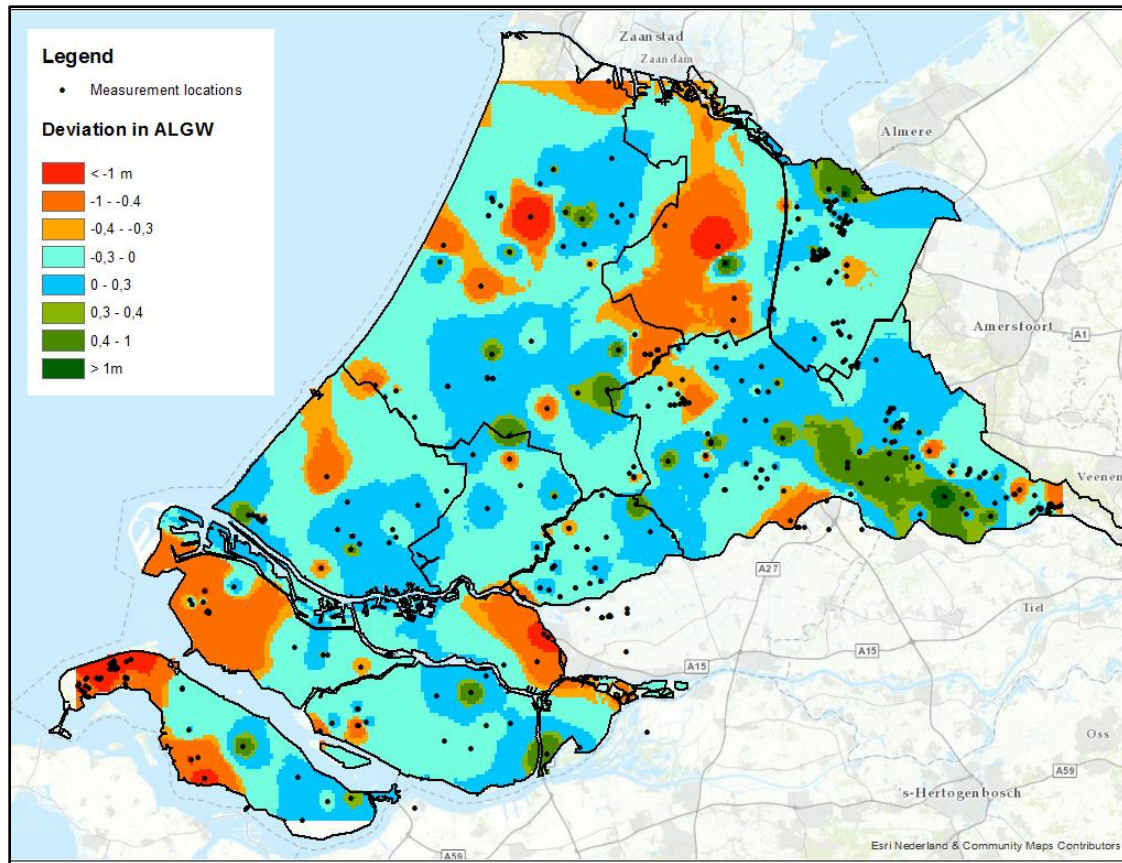 Legend
Measurement locations
Deviation in ALGW
< -1 m
-1 - -0.4
-0,4 - -0,3
-0,3 - 0
0 - 0,3
0,3 - 0,4
0,4 - 1
> 1m
Zaanstad
Zaandam
Almere
Amersfoort
A1
Veenen
A27
Tiel
A15
A15
Oss
A59
's-Hertogenbosch
A59
Esri Nederland & Community Maps Contributors